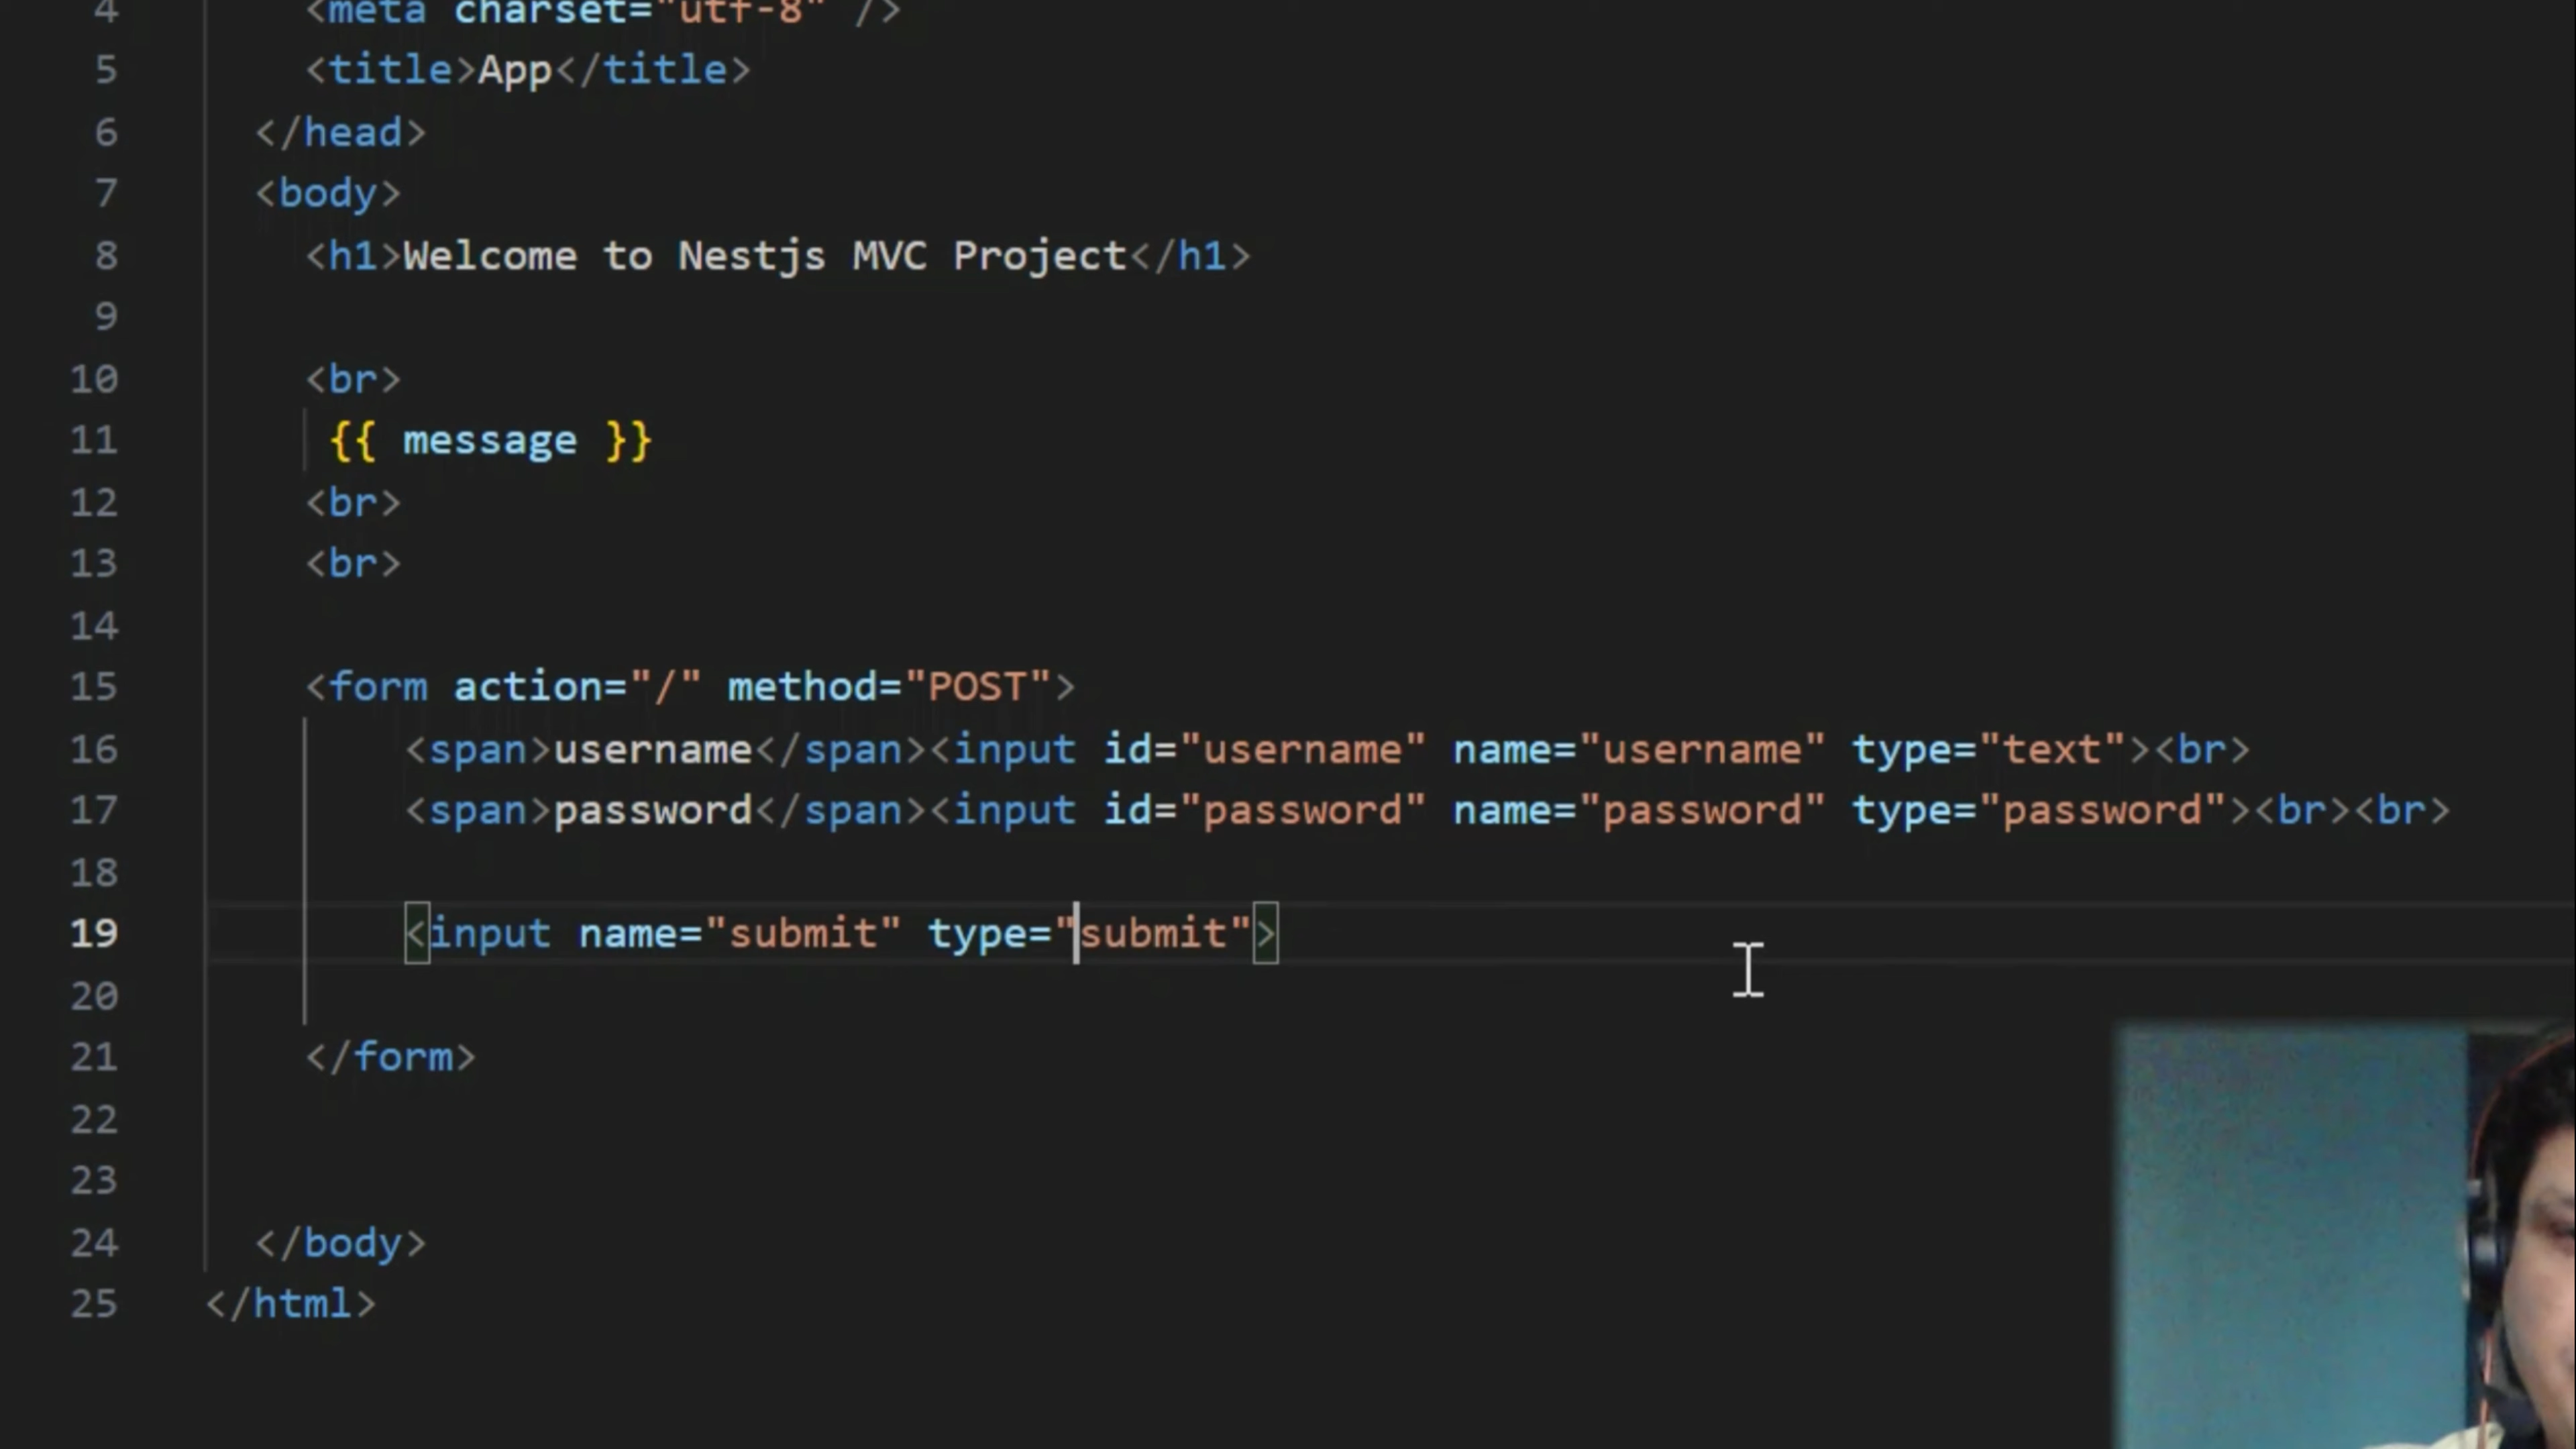 4 <meta charset="utf-8" />
5 <title>App</title>
6 </head>
7 <body>
8 <h1>Welcome to Nestjs MVC Project</h1>
9
10 <br>
11 {{ message }}
12 <br>
13 <br>
14
15 <form action="/" method="POST">
16 <span>username</span><input id="username" name="username" type="text"><br>
17 <span>password</span><input id="password" name="password" type="password"><br><br>
18
19 <input name="submit" type="submit">
20
21 </form>
22
23
24 </body>
25 </html>